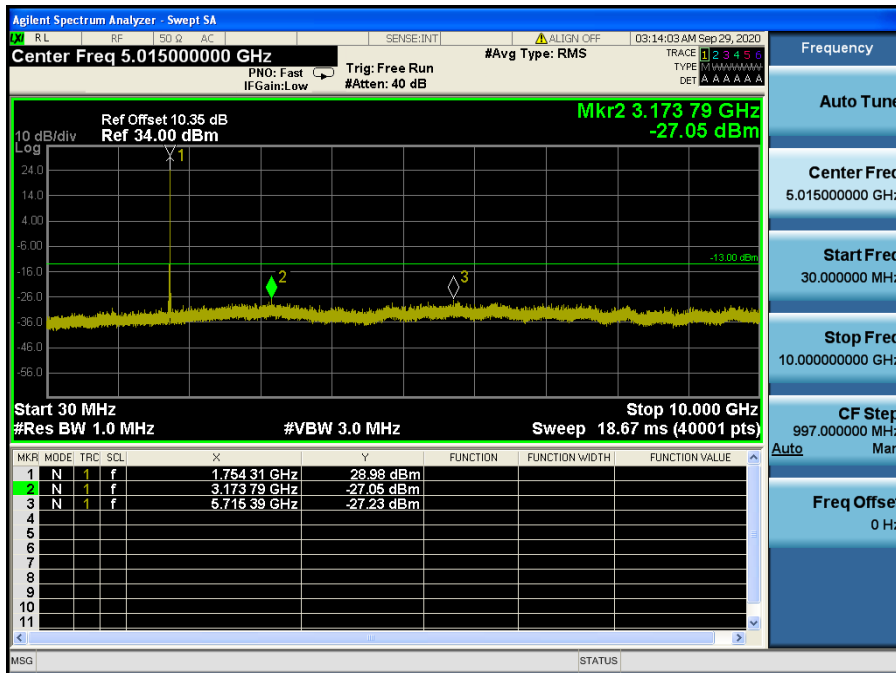 Agilent Spectrum Analyzer - Swept SA
LXI RL RF 50 Ω AC SENSE:INT ALIGN OFF 03:14:03 AM Sep 29, 2020
Center Freq 5.015000000 GHz #Avg Type: RMS TRACE 1 2 3 4 5 6
PNO: Fast Trig: Free Run TYPE M WWWWW
IFGain:Low #Atten: 40 dB DET A A A A A A
Frequency
Auto Tune
Center Freq
5.015000000 GHz
Start Freq
30.000000 MHz
Stop Freq
10.000000000 GHz
CF Step
997.000000 MHz
Auto Man
Freq Offset
0 Hz
Mkr2 3.173 79 GHz
-27.05 dBm
Ref Offset 10.35 dB
10 dB/div Ref 34.00 dBm
Log
1
24.0
14.0
4.00
-6.00
-13.00 dBm
-16.0
2
3
-26.0
-36.0
-46.0
-56.0
Start 30 MHz Stop 10.000 GHz
#Res BW 1.0 MHz #VBW 3.0 MHz Sweep 18.67 ms (40001 pts)
MKR MODE TRC SCL X Y FUNCTION FUNCTION WIDTH FUNCTION VALUE
1 N 1 f 1.754 31 GHz 28.98 dBm
2 N 1 f 3.173 79 GHz -27.05 dBm
3 N 1 f 5.715 39 GHz -27.23 dBm
4
5
6
7
8
9
10
11
MSG STATUS